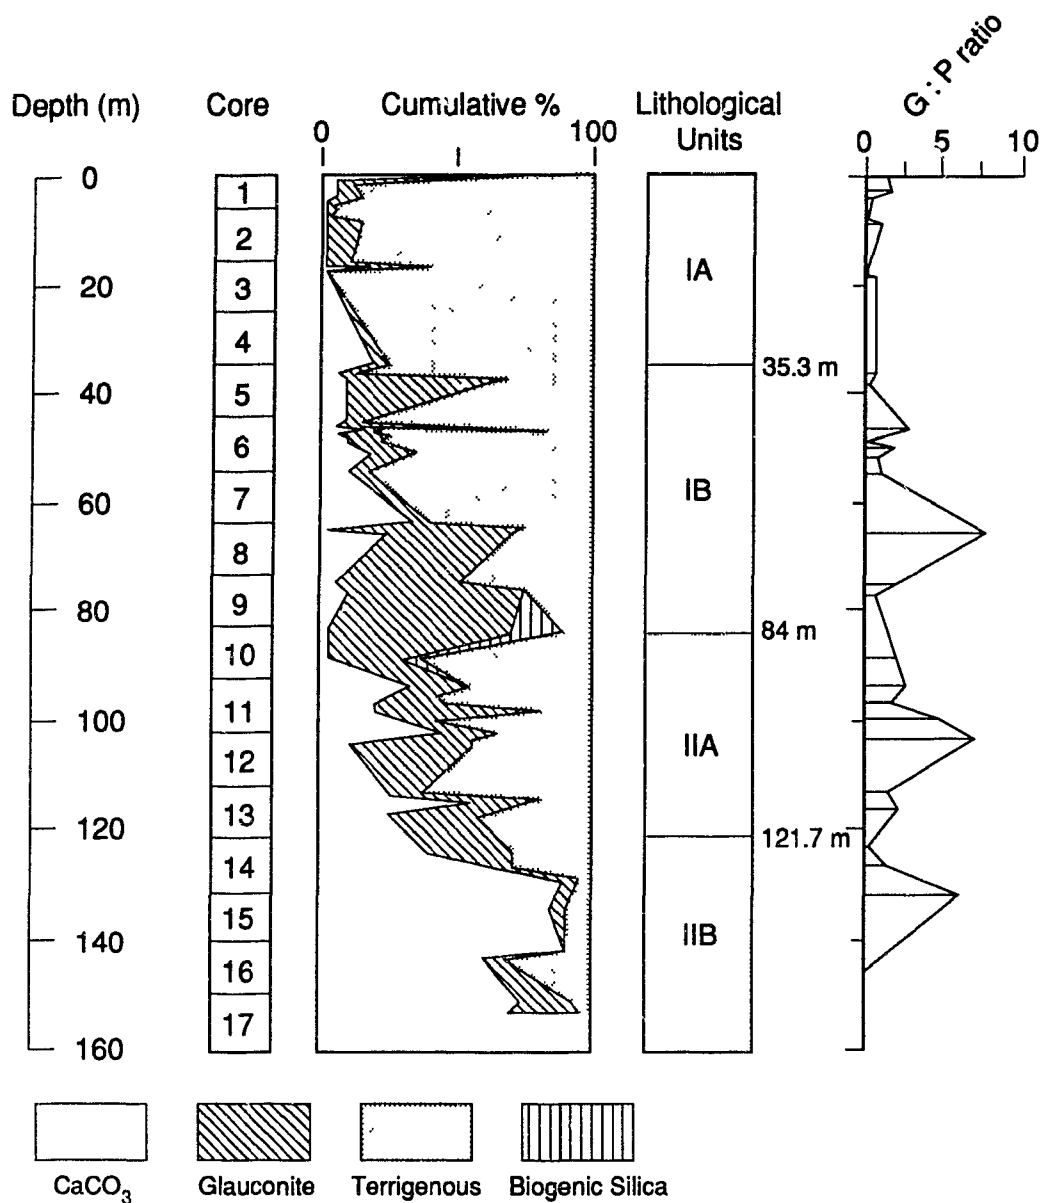 G : P ratio
Depth (m) Core Cumulative % Lithological Units
0 100 0 5 10
0
20
40
60
80
100
120
140
160
1
2
3
4
5
6
7
8
9
10
11
12
13
14
15
16
17
IA
35.3 m
IB
84 m
IIA
121.7 m
IIB
CaCO₃ Glauconite Terrigenous Biogenic Silica